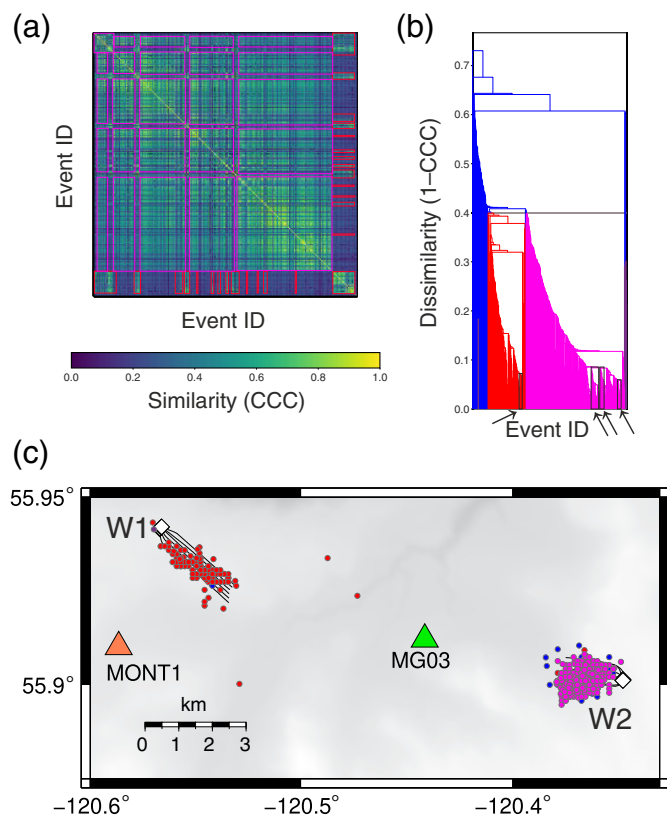 (a)
Event ID
Event ID
0.0 0.2 0.4 0.6 0.8 1.0
Similarity (CCC)
(b)
Dissimilarity (1−CCC)
0.7
0.6
0.5
0.4
0.3
0.2
0.1
0.0
Event ID
(c)
55.95°
55.9°
W1
MONT1
MG03
W2
km
0 1 2 3
−120.6° −120.5° −120.4°